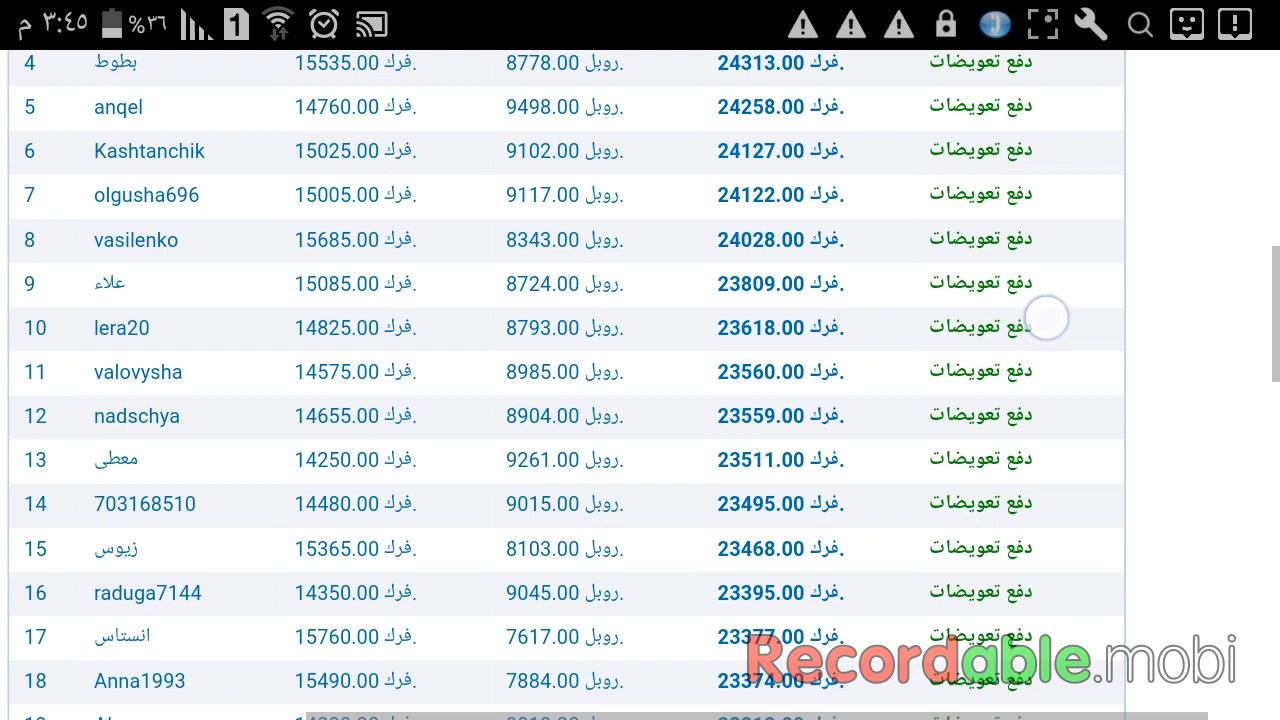 م ٣:٤٥ %٣٦ 1
4 بطوط 15535.00 فرك. 8778.00 روبل. 24313.00 فرك. دفع تعويضات
5 anqel 14760.00 فرك. 9498.00 روبل. 24258.00 فرك. دفع تعويضات
6 Kashtanchik 15025.00 فرك. 9102.00 روبل. 24127.00 فرك. دفع تعويضات
7 olgusha696 15005.00 فرك. 9117.00 روبل. 24122.00 فرك. دفع تعويضات
8 vasilenko 15685.00 فرك. 8343.00 روبل. 24028.00 فرك. دفع تعويضات
9 علاء 15085.00 فرك. 8724.00 روبل. 23809.00 فرك. دفع تعويضات
10 lera20 14825.00 فرك. 8793.00 روبل. 23618.00 فرك. دفع تعويضات
11 valovysha 14575.00 فرك. 8985.00 روبل. 23560.00 فرك. دفع تعويضات
12 nadschya 14655.00 فرك. 8904.00 روبل. 23559.00 فرك. دفع تعويضات
13 معطى 14250.00 فرك. 9261.00 روبل. 23511.00 فرك. دفع تعويضات
14 703168510 14480.00 فرك. 9015.00 روبل. 23495.00 فرك. دفع تعويضات
15 زيوس 15365.00 فرك. 8103.00 روبل. 23468.00 فرك. دفع تعويضات
16 raduga7144 14350.00 فرك. 9045.00 روبل. 23395.00 فرك. دفع تعويضات
17 انستاس 15760.00 فرك. 7617.00 روبل. 23377.00 فرك. دفع تعويضات
18 Anna1993 15490.00 فرك. 7884.00 روبل. 23374.00 فرك. دفع تعويضات
Recordable.mobi